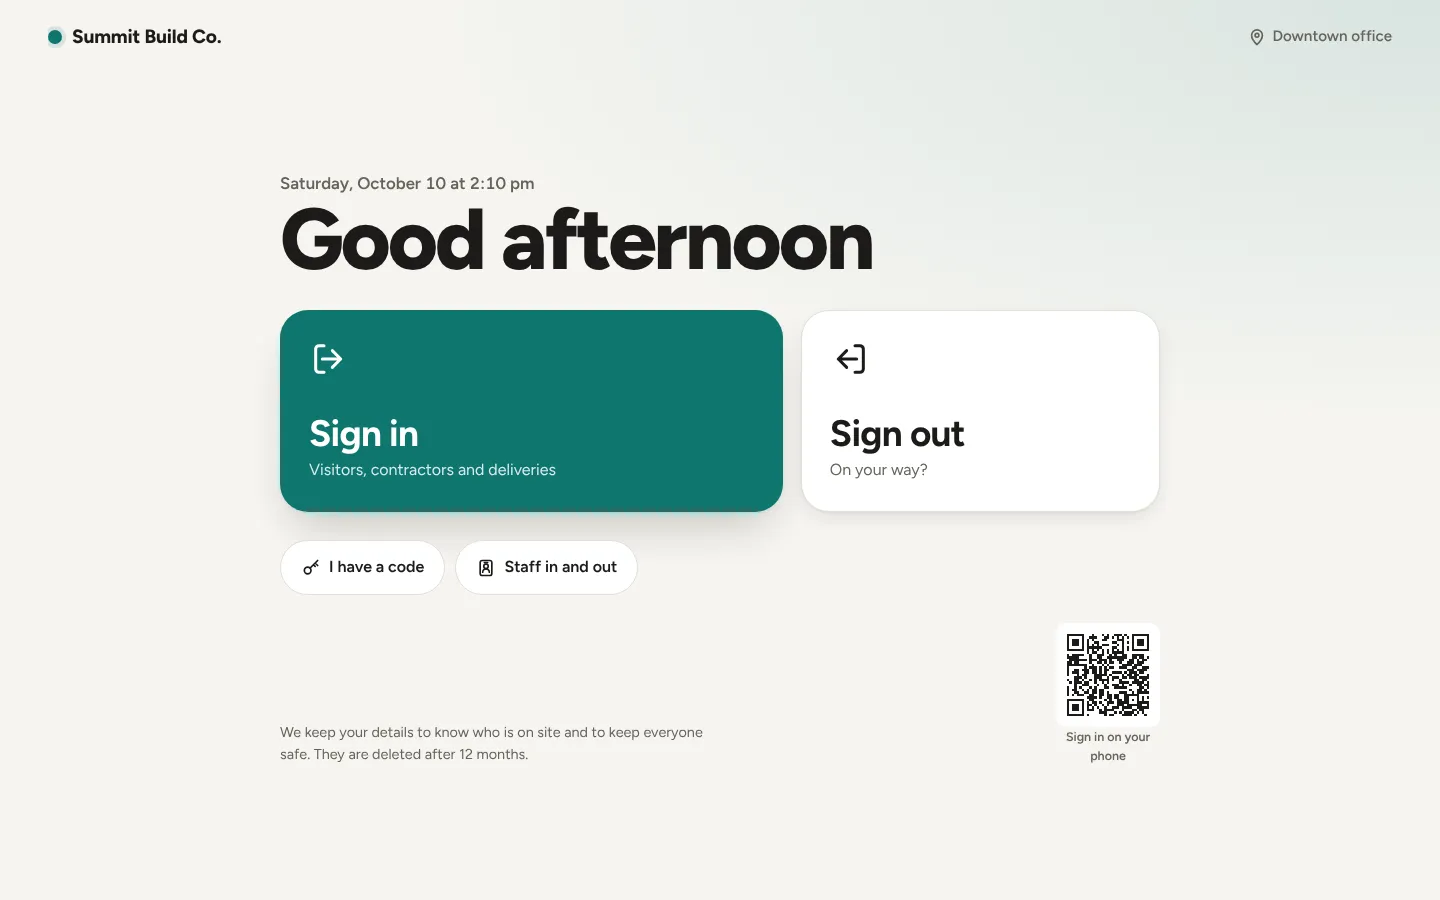 Summit Build Co.
Downtown office
Saturday, October 10 at 2:10 pm
Good afternoon
Sign in
Visitors, contractors and deliveries
Sign out
On your way?
I have a code
Staff in and out
Sign in on your
phone
We keep your details to know who is on site and to keep everyone
safe. They are deleted after 12 months.